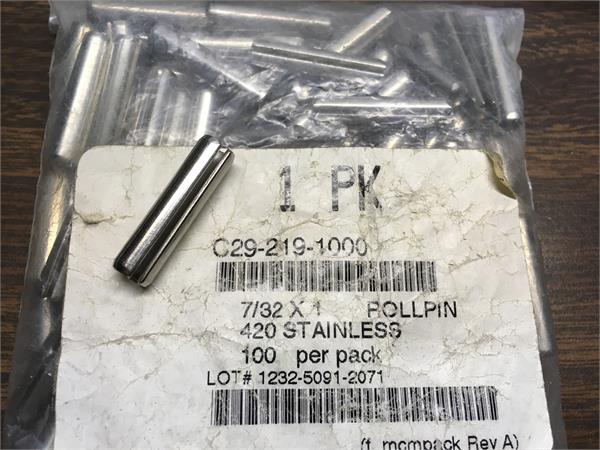 1 PK
C29-219-1000
7/32 X 1 ROLLPIN
420 STAINLESS
100 per pack
LOT# 1232-5091-2071
(f. mcmpack Rev A)